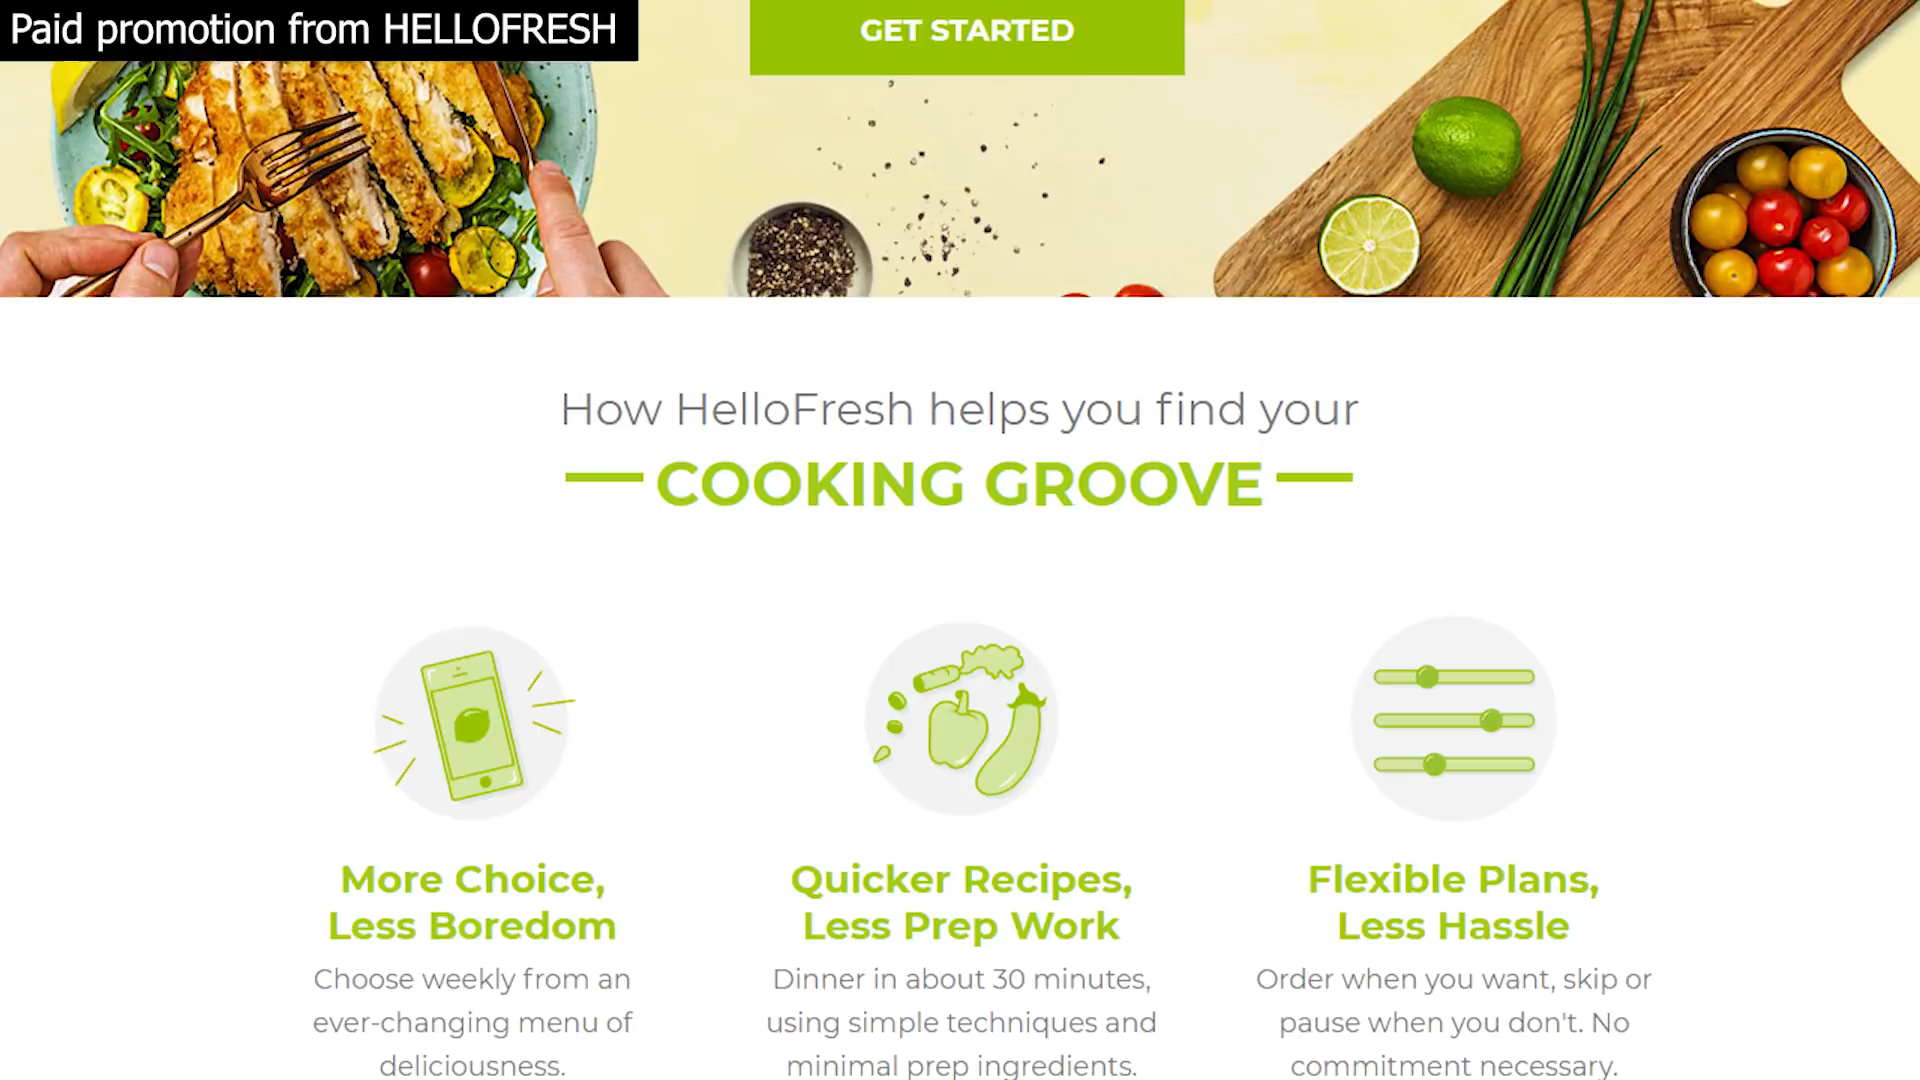 Paid promotion from HELLOFRESH
GET STARTED
How HelloFresh helps you find your
COOKING GROOVE
More Choice,
Less Boredom
Choose weekly from an
ever-changing menu of
deliciousness.
Quicker Recipes,
Less Prep Work
Dinner in about 30 minutes,
using simple techniques and
minimal prep ingredients.
Flexible Plans,
Less Hassle
Order when you want, skip or
pause when you don't. No
commitment necessary.